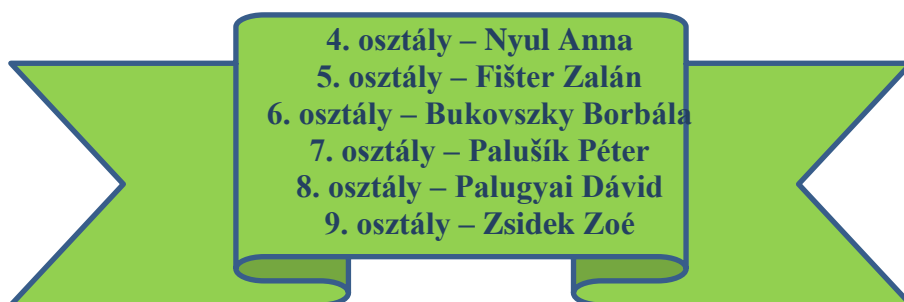 4. osztály – Nyul Anna
5. osztály – Fišter Zalán
6. osztály – Bukovszky Borbála
7. osztály – Palušík Péter
8. osztály – Palugyai Dávid
9. osztály – Zsidek Zoé